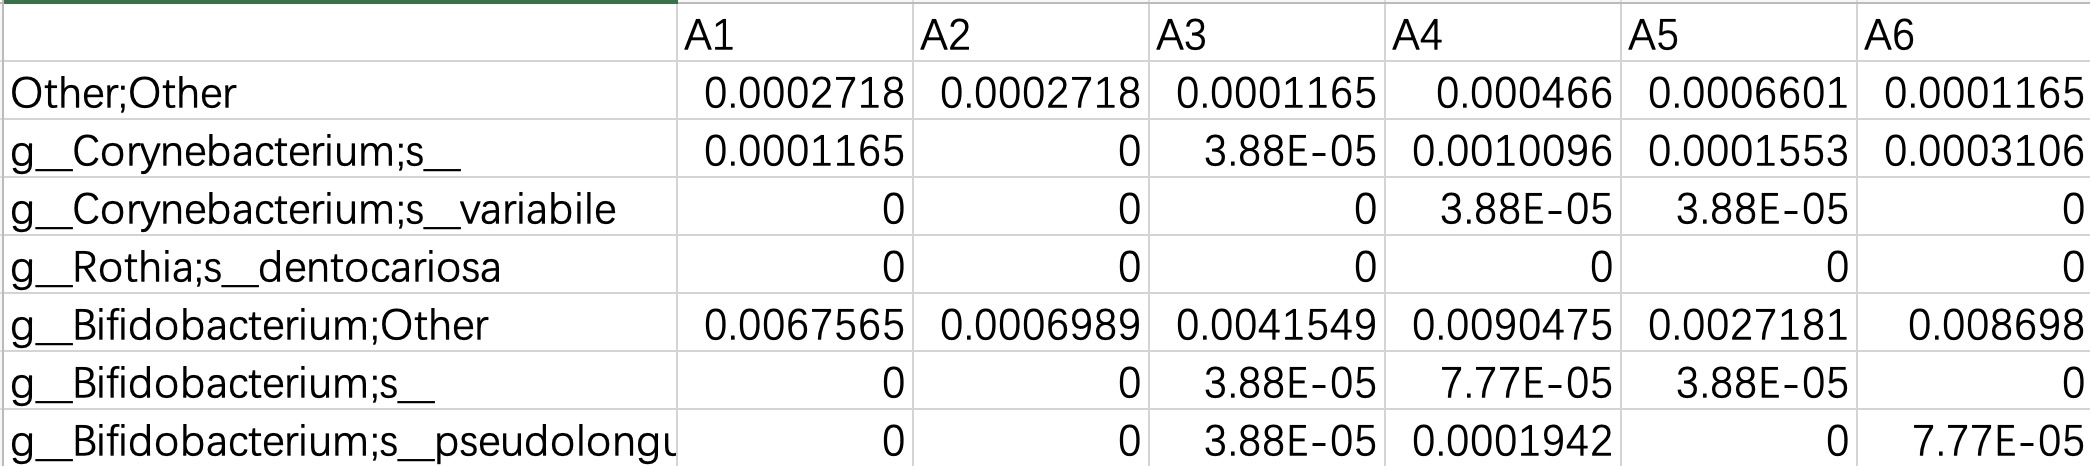 A1 A2 A3 A4 A5 A6
Other;Other 0.0002718 0.0002718 0.0001165 0.000466 0.0006601 0.0001165
g__Corynebacterium;s__ 0.0001165 0 3.88E-05 0.0010096 0.0001553 0.0003106
g__Corynebacterium;s__variabile 0 0 0 3.88E-05 3.88E-05 0
g__Rothia;s__dentocariosa 0 0 0 0 0 0
g__Bifidobacterium;Other 0.0067565 0.0006989 0.0041549 0.0090475 0.0027181 0.008698
g__Bifidobacterium;s__ 0 0 3.88E-05 7.77E-05 3.88E-05 0
g__Bifidobacterium;s__pseudolongu 0 0 3.88E-05 0.0001942 0 7.77E-05